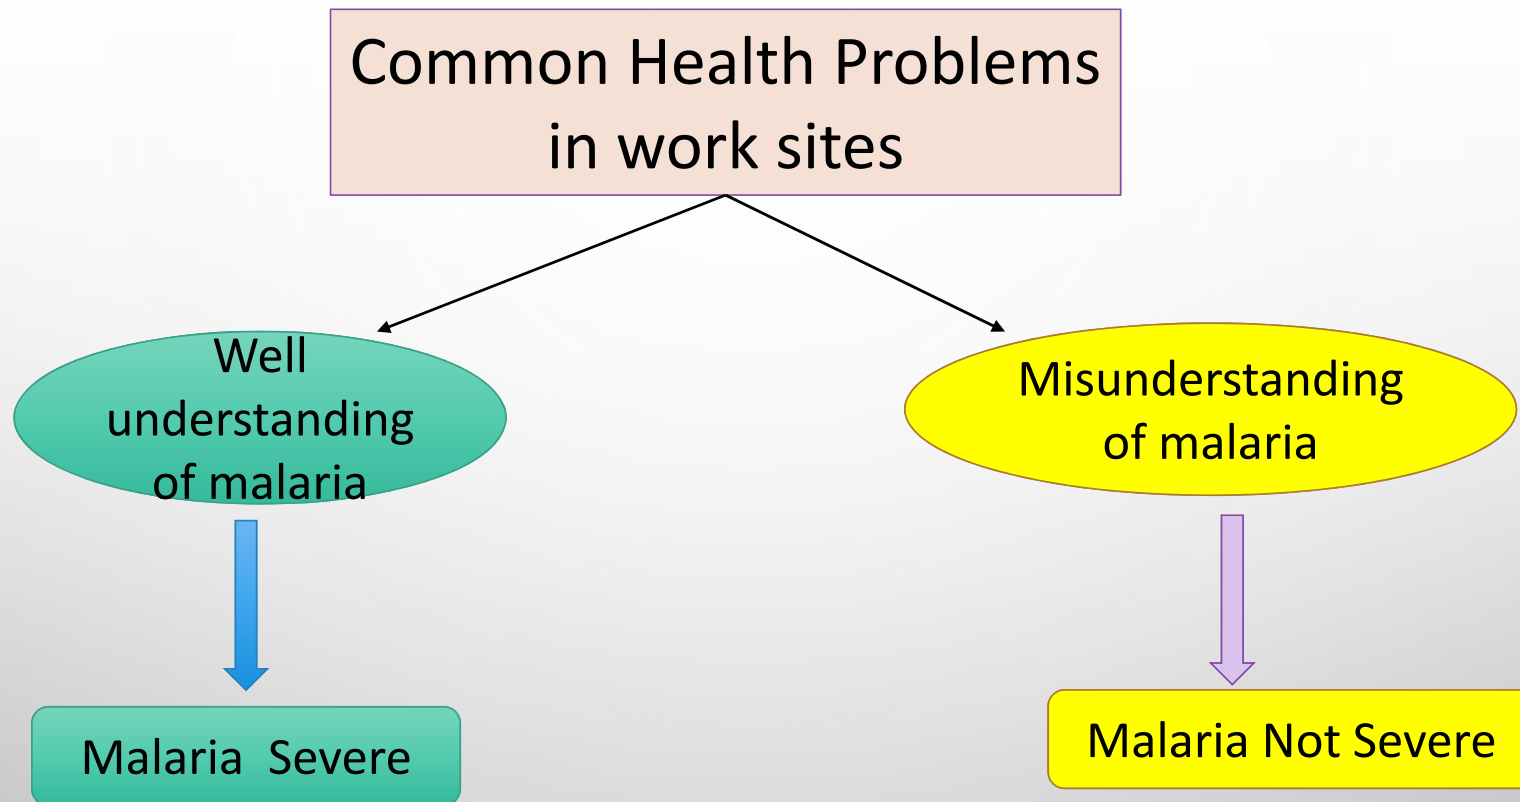 Common Health Problems
in work sites
Well
understanding
of malaria
Misunderstanding
of malaria
Malaria  Severe
Malaria Not Severe